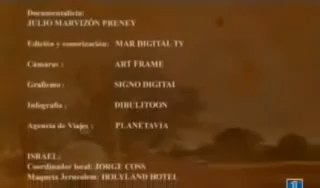 Documentalista:
JULIO MARVIZÓN PRENEY
Edición y sonorización: MAR DIGITAL TV
Cámaras : ART FRAME
Grafismo : SIGNO DIGITAL
Infografía : DIBULITOON
Agencia de Viajes : PLANETAVIA
ISRAEL:
Coordinador local: JORGE COSS
Maqueta Jerusalem: HOLYLAND HOTEL